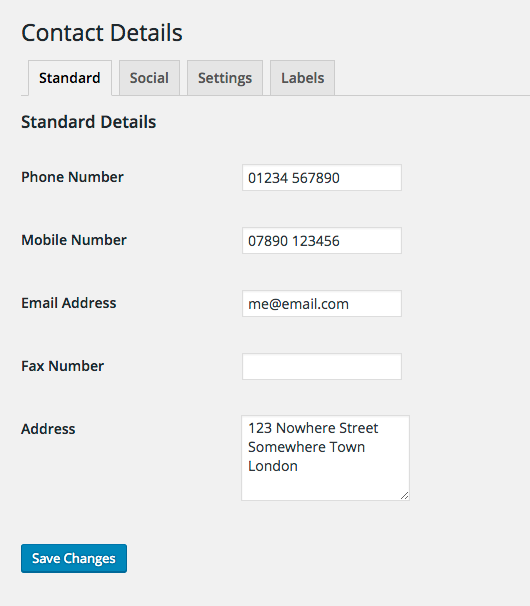 Contact Details
Standard Social Settings Labels
Standard Details
Phone Number 01234 567890
Mobile Number 07890 123456
Email Address me@email.com
Fax Number
Address 123 Nowhere Street
Somewhere Town
London
Save Changes